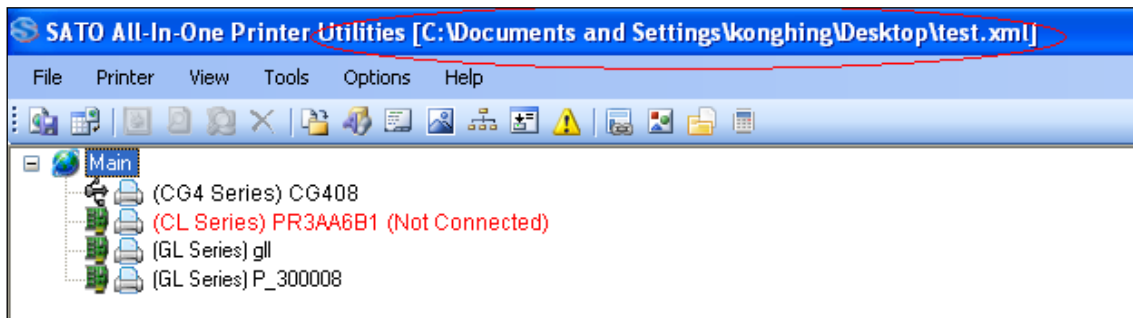 SATO All-In-One Printer Utilities [C:\Documents and Settings\konghing\Desktop\test.xml]
File Printer View Tools Options Help
Main
(CG4 Series) CG408
(CL Series) PR3AA6B1 (Not Connected)
(GL Series) gll
(GL Series) P_300008